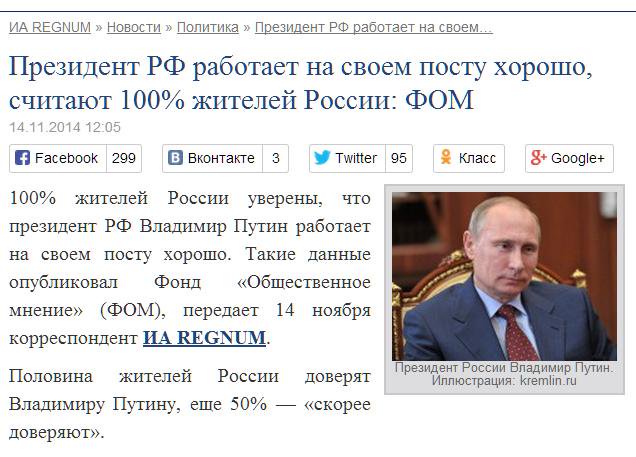 ИА REGNUM » Новости » Политика » Президент РФ работает на своем…
Президент РФ работает на своем посту хорошо,
считают 100% жителей России: ФОМ
14.11.2014 12:05
Facebook 299 Вконтакте 3 Twitter 95 Класс Google+
100% жителей России уверены, что
президент РФ Владимир Путин работает
на своем посту хорошо. Такие данные
опубликовал Фонд «Общественное
мнение» (ФОМ), передает 14 ноября
корреспондент ИА REGNUM.
Президент России Владимир Путин.
Иллюстрация: kremlin.ru
Половина жителей России доверят
Владимиру Путину, еще 50% — «скорее
доверяют».